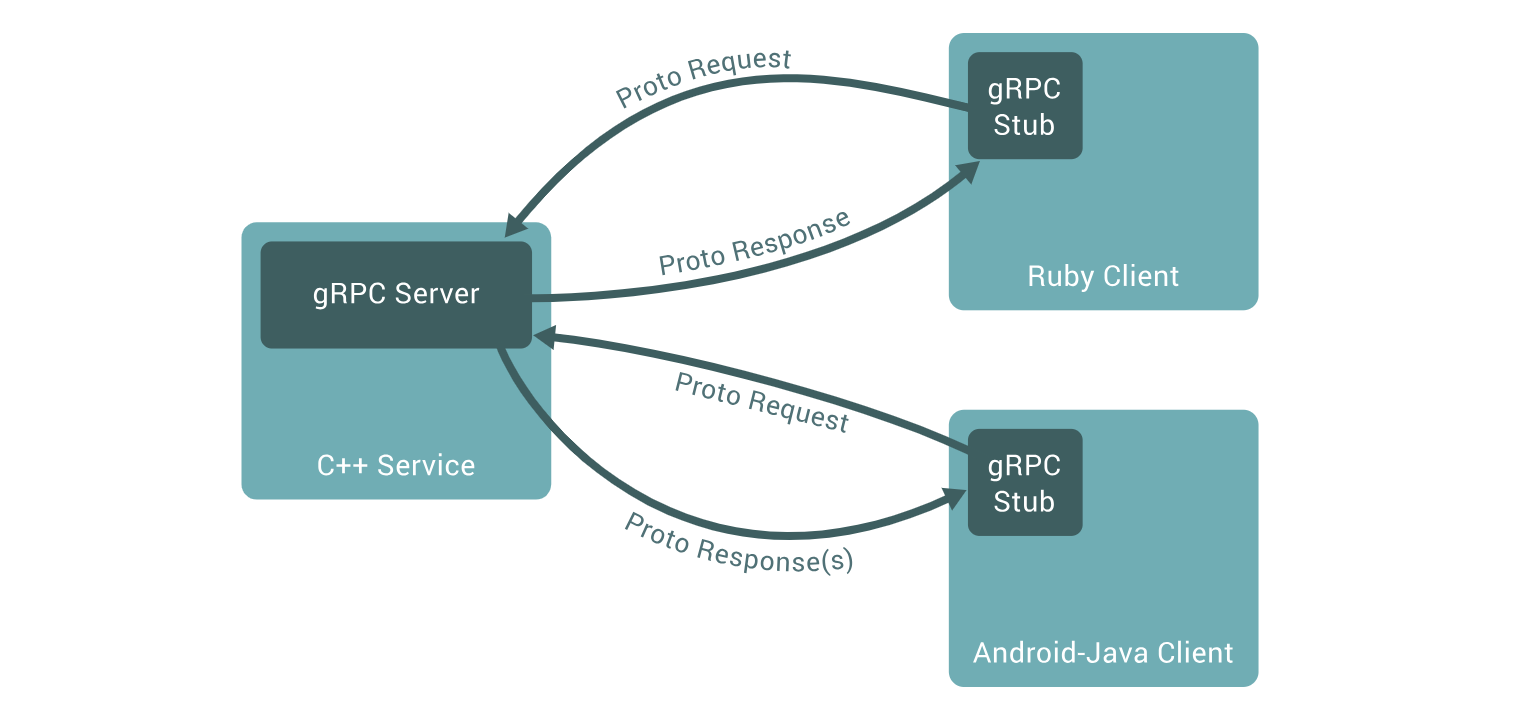 Proto Request
gRPC
Stub
Proto Response
Ruby Client
gRPC Server
C++ Service
Proto Request
gRPC
Stub
Proto Response(s)
Android-Java Client